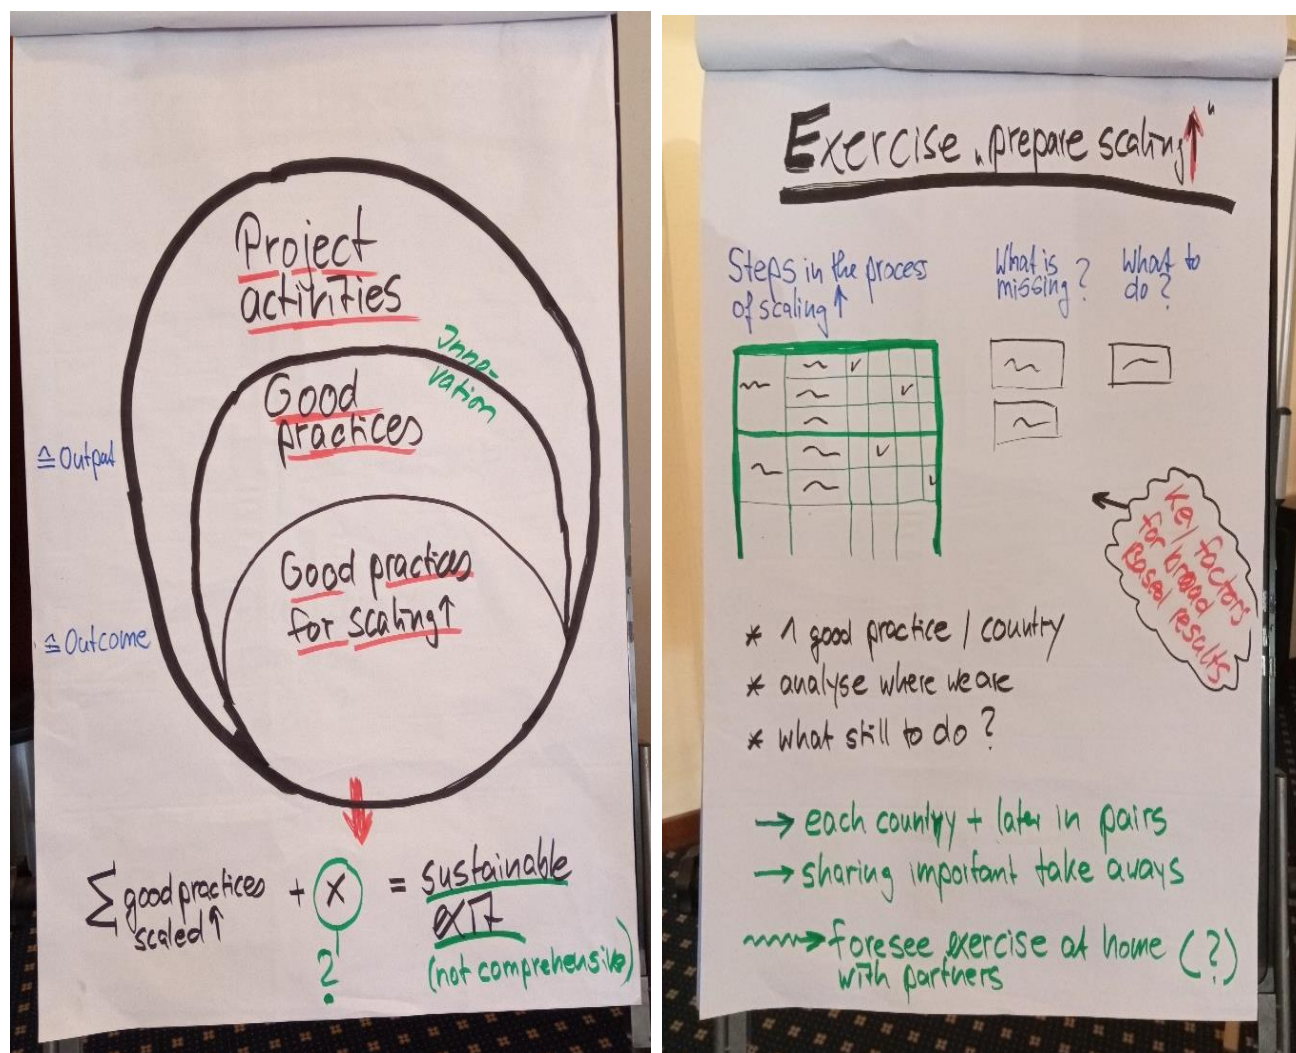 Project
activities
Inno-
vation
Good
practices
≙ Output
Good practices
for scaling ↑
≙ Outcome
∑ good practices
scaled ↑
+ X = sustainable
exit
?
(not comprehensive)
Exercise „prepare scaling ↑"
Steps in the process
of scaling ↑
What is
missing?
What to
do?
Key factors
for broad
based results
* 1 good practice / country
* analyse where we are
* what still to do?
→ each country + later in pairs
→ sharing important take aways
→ foresee exercise at home (?)
with partners